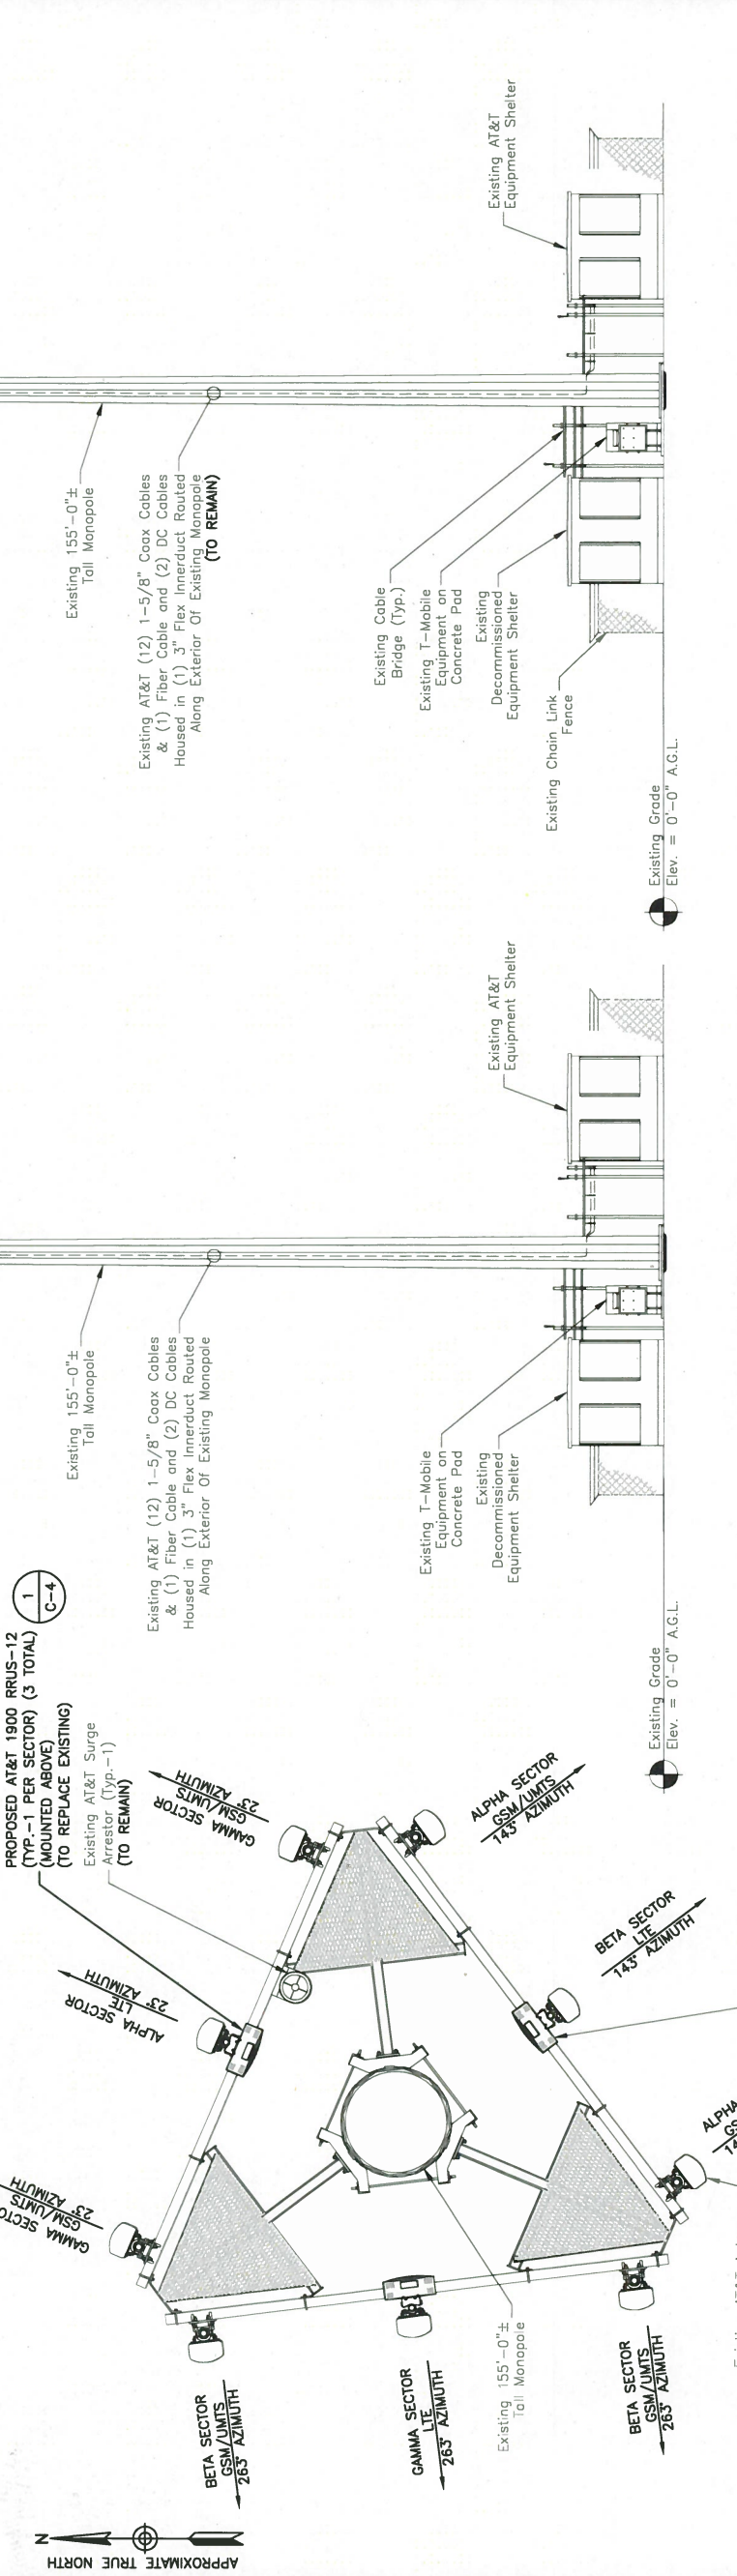 Existing AT&T
Equipment Shelter
Existing 155'-0"±
Tall Monopole
Existing AT&T (12) 1-5/8" Coax Cables
& (1) Fiber Cable and (2) DC Cables
Housed in (1) 3" Flex Innerduct Routed
Along Exterior Of Existing Monopole
(TO REMAIN)
Existing Cable
Bridge (Typ.)
Existing T-Mobile
Equipment on
Concrete Pad
Existing
Decommissioned
Equipment Shelter
Existing Chain Link
Fence
Existing Grade
Elev. = 0'-0" A.G.L.
Existing AT&T
Equipment Shelter
Existing 155'-0"±
Tall Monopole
Existing AT&T (12) 1-5/8" Coax Cables
& (1) Fiber Cable and (2) DC Cables
Housed in (1) 3" Flex Innerduct Routed
Along Exterior Of Existing Monopole
Existing T-Mobile
Equipment on
Concrete Pad
Existing
Decommissioned
Equipment Shelter
Existing Grade
Elev. = 0'-0" A.G.L.
1
C-4
PROPOSED AT&T 1900 RRUS-12
(TYP.-1 PER SECTOR) (3 TOTAL)
(MOUNTED ABOVE)
(TO REPLACE EXISTING)
Existing AT&T Surge
Arrestor (Typ.-1)
(TO REMAIN)
GAMMA SECTOR
GSM/UMTS
23° AZIMUTH
ALPHA SECTOR
GSM/UMTS
143° AZIMUTH
ALPHA SECTOR
LTE
23° AZIMUTH
BETA SECTOR
LTE
143° AZIMUTH
GAMMA SECTO
GSM/UMTS
23° AZIMUTH
ALPHA
Existing 155'-0"±
Tall Monopole
BETA SECTOR
GSM/UMTS
263° AZIMUTH
GAMMA SECTOR
LTE
263° AZIMUTH
BETA SECTOR
GSM/UMTS
263° AZIMUTH
N
APPROXIMATE TRUE NORTH